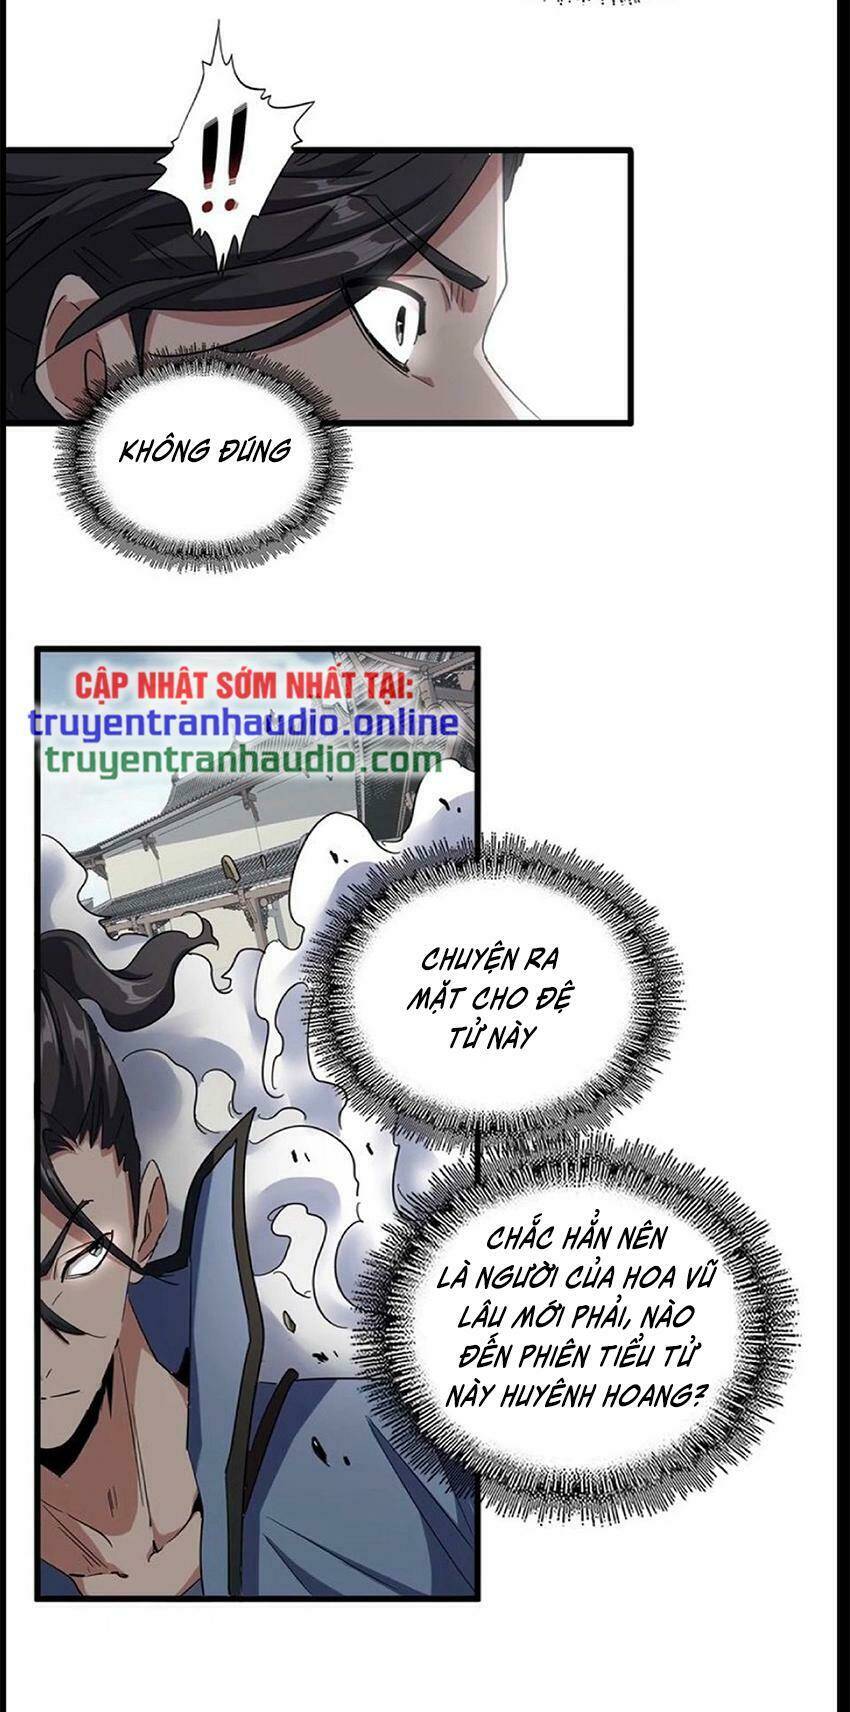 !!
KHÔNG ĐÚNG
CẬP NHẬT SỚM NHẤT TẠI:
truyentranhaudio.online
truyentranhaudio.com
CHUYỆN RA
MẶT CHO ĐỆ
TỬ NÀY
CHẮC HẲN NÊN
LÀ NGƯỜI CỦA HOA VŨ
LÂU MỚI PHẢI, NÀO
ĐẾN PHIÊN TIỂU TỬ
NÀY HUYÊNH HOANG?